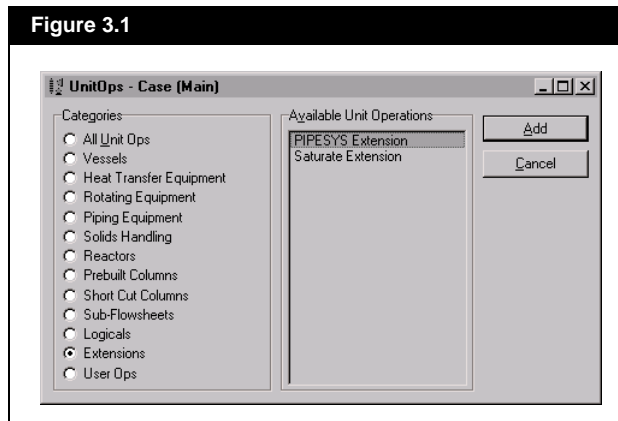 Figure 3.1
UnitOps - Case (Main)
Categories
All Unit Ops
Vessels
Heat Transfer Equipment
Rotating Equipment
Piping Equipment
Solids Handling
Reactors
Prebuilt Columns
Short Cut Columns
Sub-Flowsheets
Logicals
Extensions
User Ops
Available Unit Operations
PIPESYS Extension
Saturate Extension
Add
Cancel